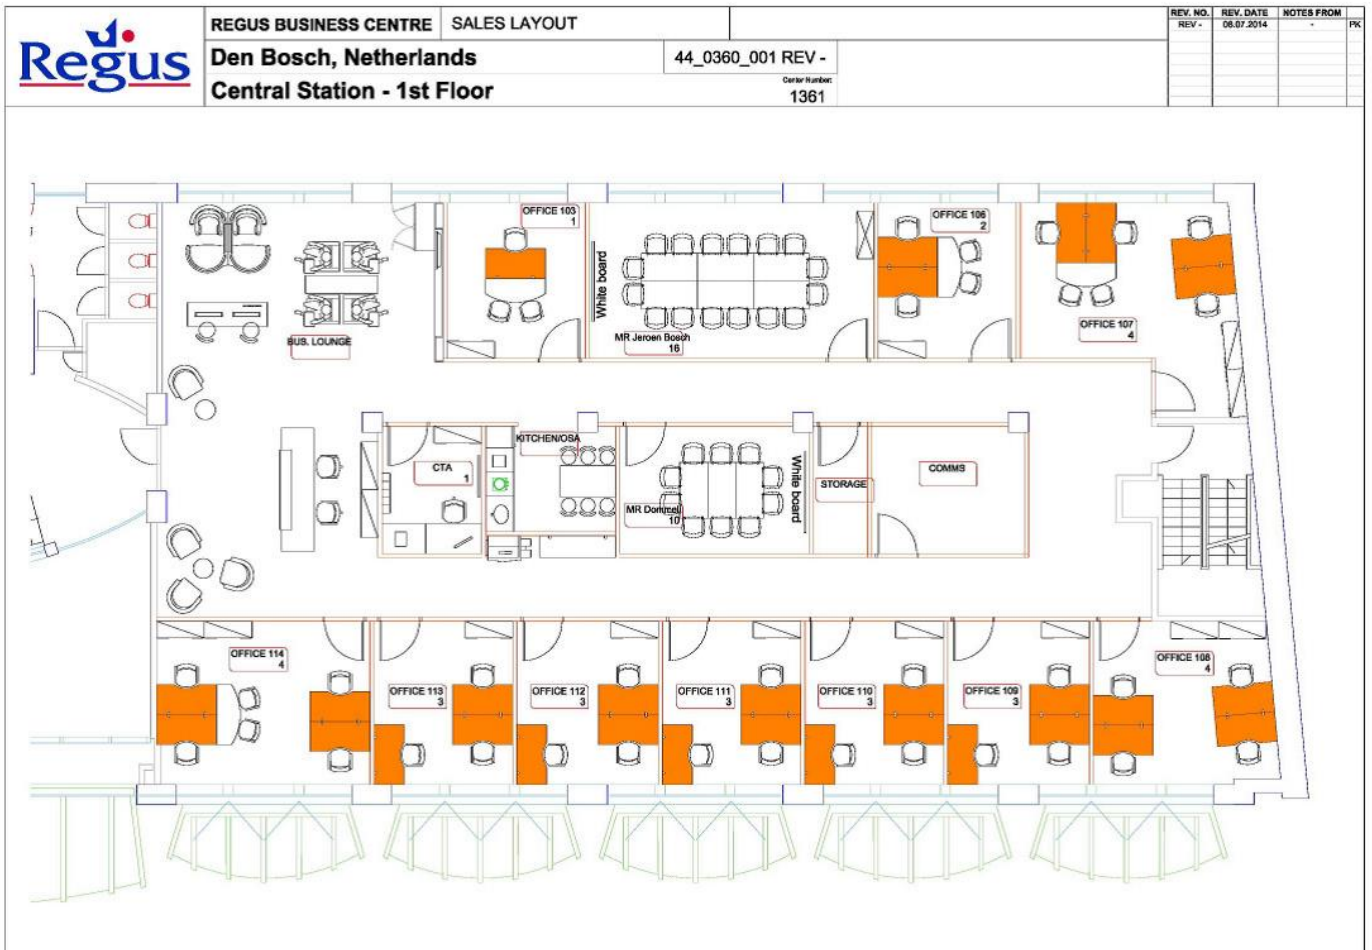 Regus
REGUS BUSINESS CENTRE
SALES LAYOUT
Den Bosch, Netherlands
44_0360_001 REV -
Central Station - 1st Floor
Center Number:
1361
REV. NO.
REV. DATE
NOTES FROM
REV -
08.07.2014
-
PK
OFFICE 103
1
White board
MR Jeroen Bosch
16
OFFICE 106
2
OFFICE 107
4
BUS. LOUNGE
CTA
1
KITCHEN/OSA
MR Dommel
10
White board
STORAGE
COMMS
OFFICE 114
4
OFFICE 113
3
OFFICE 112
3
OFFICE 111
3
OFFICE 110
3
OFFICE 109
3
OFFICE 108
4